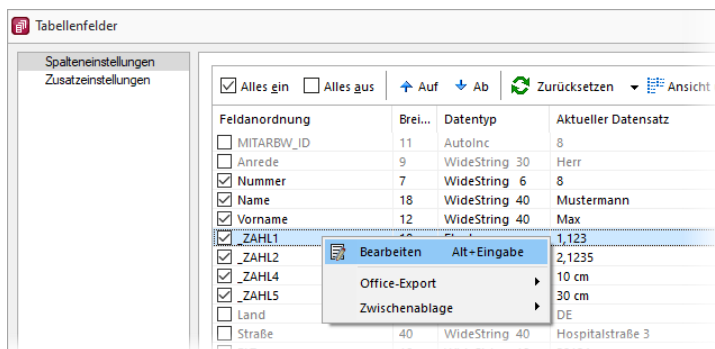 Tabellenfelder
Spalteneinstellungen
Zusatzeinstellungen
Alles ein Alles aus Auf Ab Zurücksetzen Ansicht
Feldanordnung Brei... Datentyp Aktueller Datensatz
MITARBW_ID 11 AutoInc 8
Anrede 9 WideString 30 Herr
Nummer 7 WideString 6 8
Name 18 WideString 40 Mustermann
Vorname 12 WideString 40 Max
_ZAHL1 1,123
_ZAHL2 2,1235
_ZAHL4 10 cm
_ZAHL5 30 cm
Land DE
Straße 40 WideString 40 Hospitalstraße 3
Bearbeiten Alt+Eingabe
Office-Export
Zwischenablage